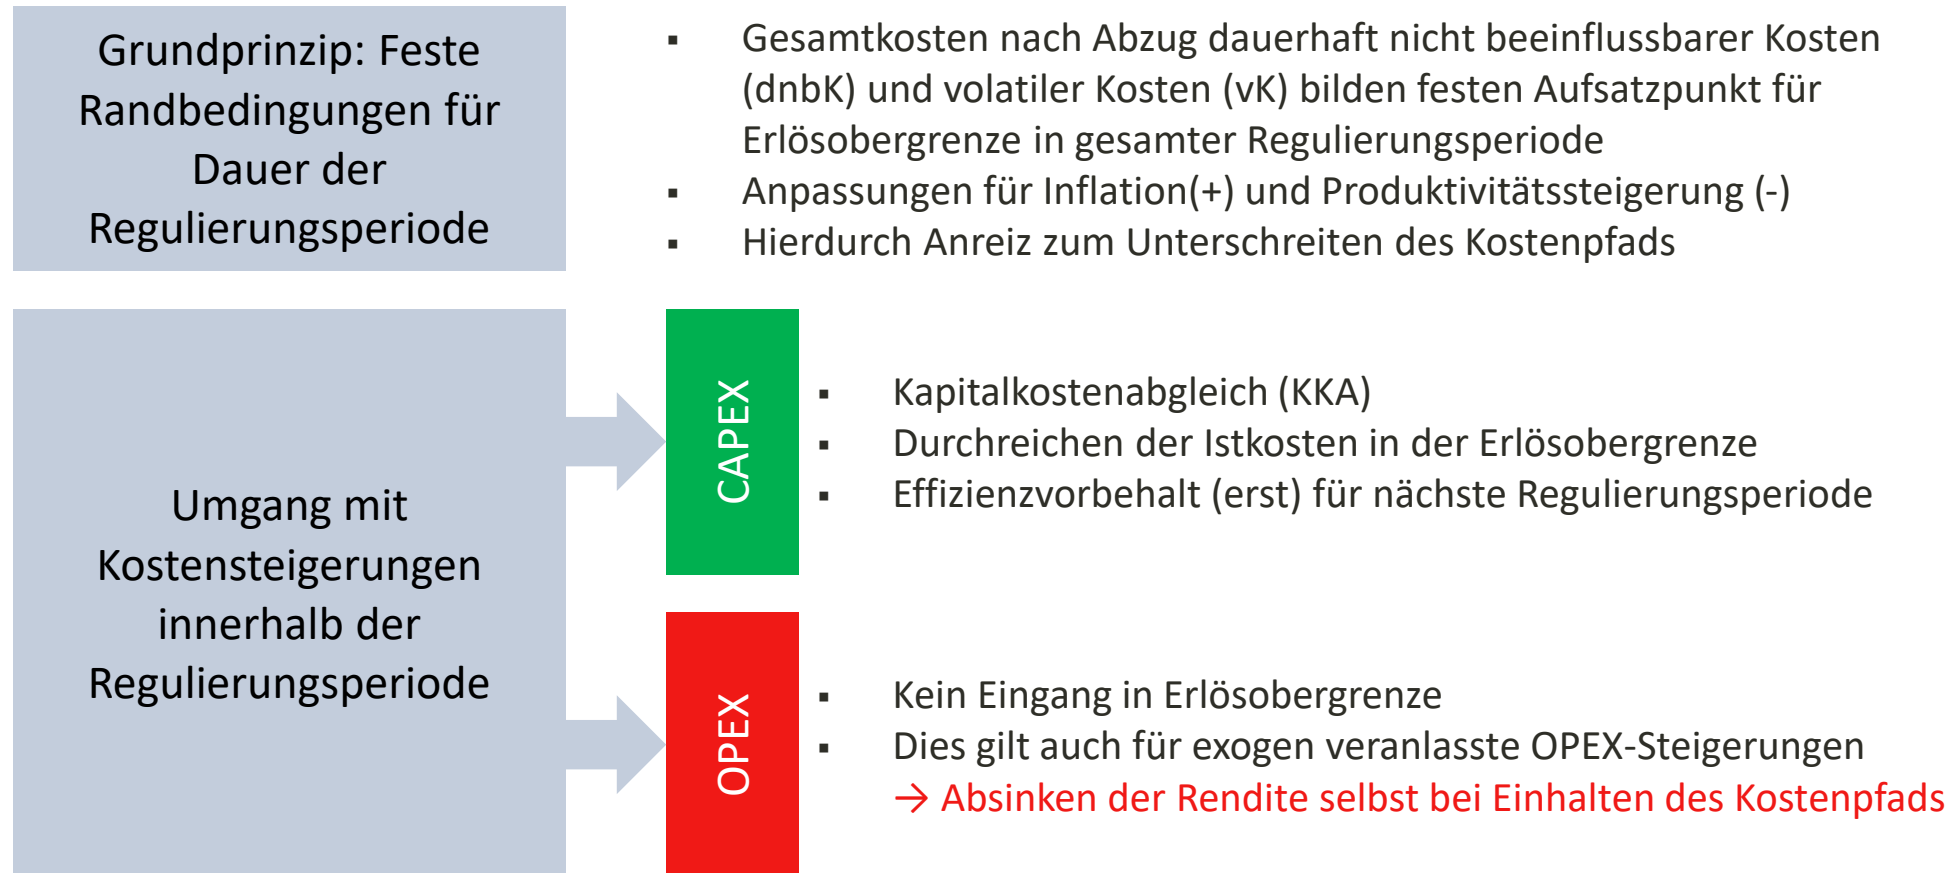 Grundprinzip: Feste
Randbedingungen für
Dauer der
Regulierungsperiode
▪ Gesamtkosten nach Abzug dauerhaft nicht beeinflussbarer Kosten
(dnbK) und volatiler Kosten (vK) bilden festen Aufsatzpunkt für
Erlösobergrenze in gesamter Regulierungsperiode
▪ Anpassungen für Inflation(+) und Produktivitätssteigerung (-)
▪ Hierdurch Anreiz zum Unterschreiten des Kostenpfads
Umgang mit
Kostensteigerungen
innerhalb der
Regulierungsperiode
CAPEX
▪ Kapitalkostenabgleich (KKA)
▪ Durchreichen der Istkosten in der Erlösobergrenze
▪ Effizienzvorbehalt (erst) für nächste Regulierungsperiode
OPEX
▪ Kein Eingang in Erlösobergrenze
▪ Dies gilt auch für exogen veranlasste OPEX-Steigerungen
→ Absinken der Rendite selbst bei Einhalten des Kostenpfads